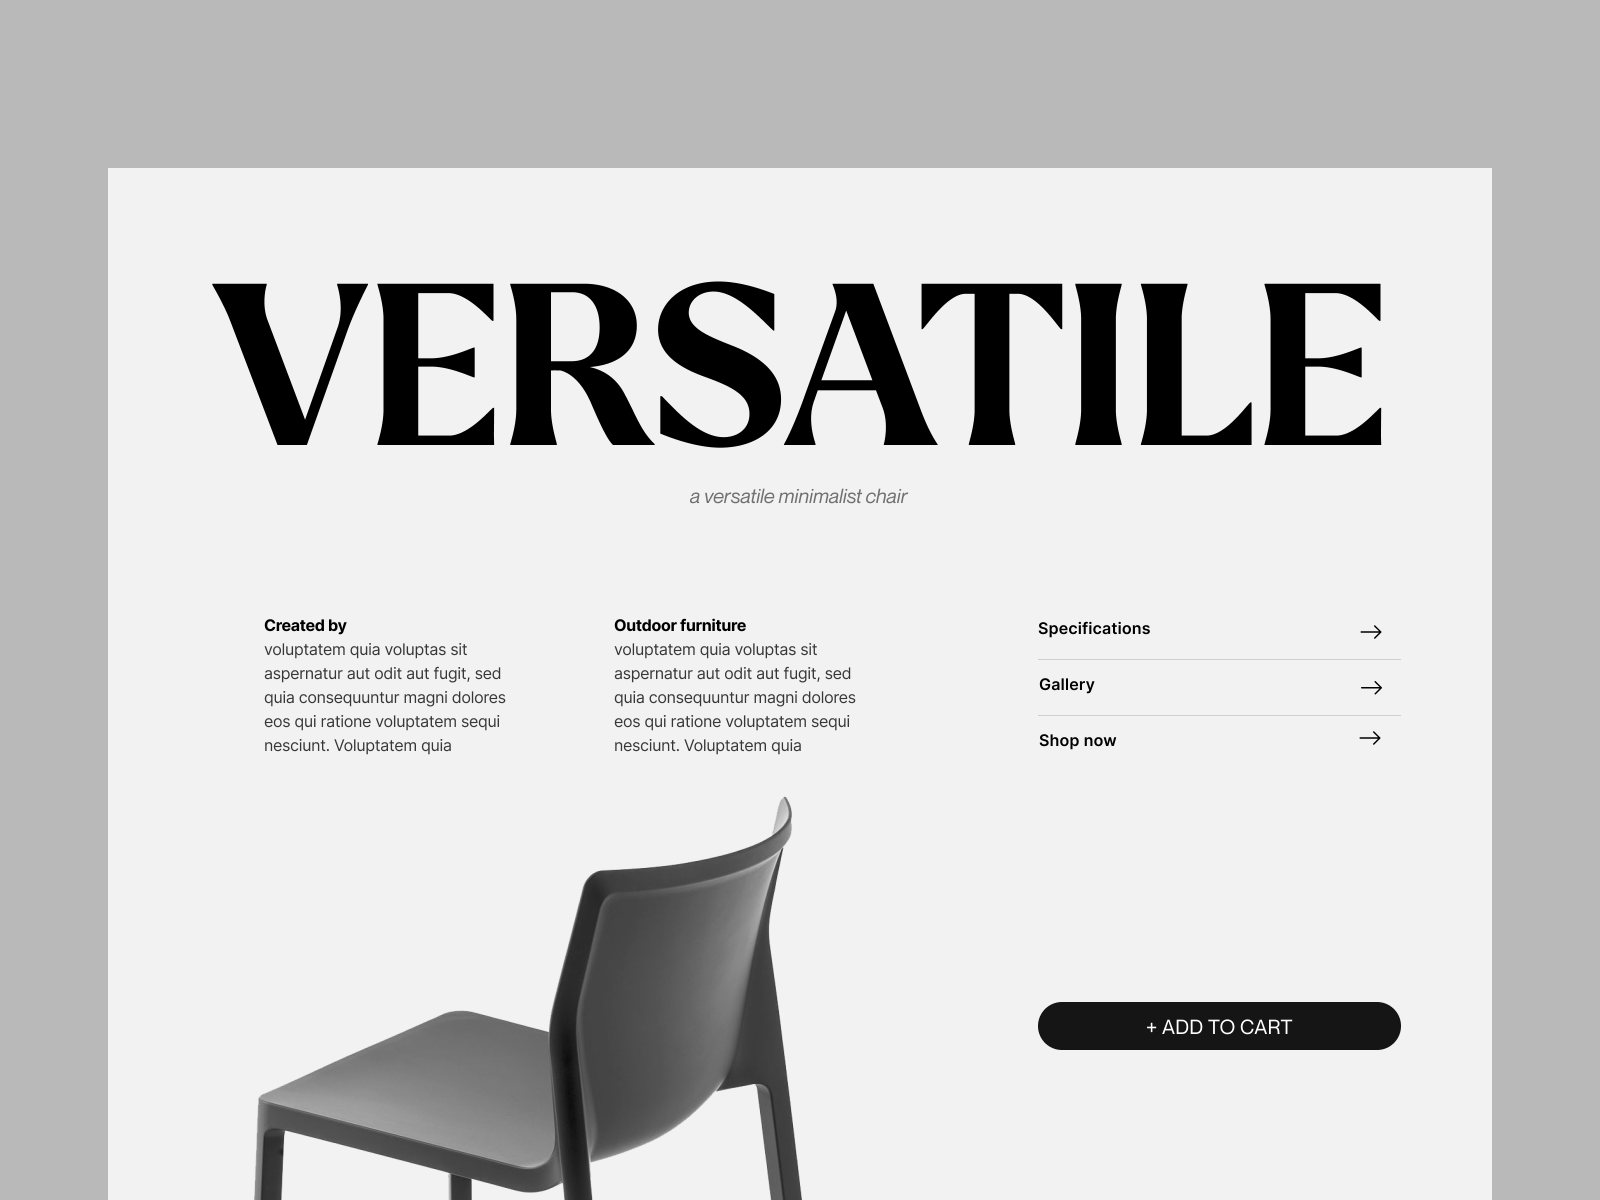 VERSATILE
a versatile minimalist chair
Created by
voluptatem quia voluptas sit
aspernatur aut odit aut fugit, sed
quia consequuntur magni dolores
eos qui ratione voluptatem sequi
nesciunt. Voluptatem quia
Outdoor furniture
voluptatem quia voluptas sit
aspernatur aut odit aut fugit, sed
quia consequuntur magni dolores
eos qui ratione voluptatem sequi
nesciunt. Voluptatem quia
Specifications
Gallery
Shop now
+ ADD TO CART